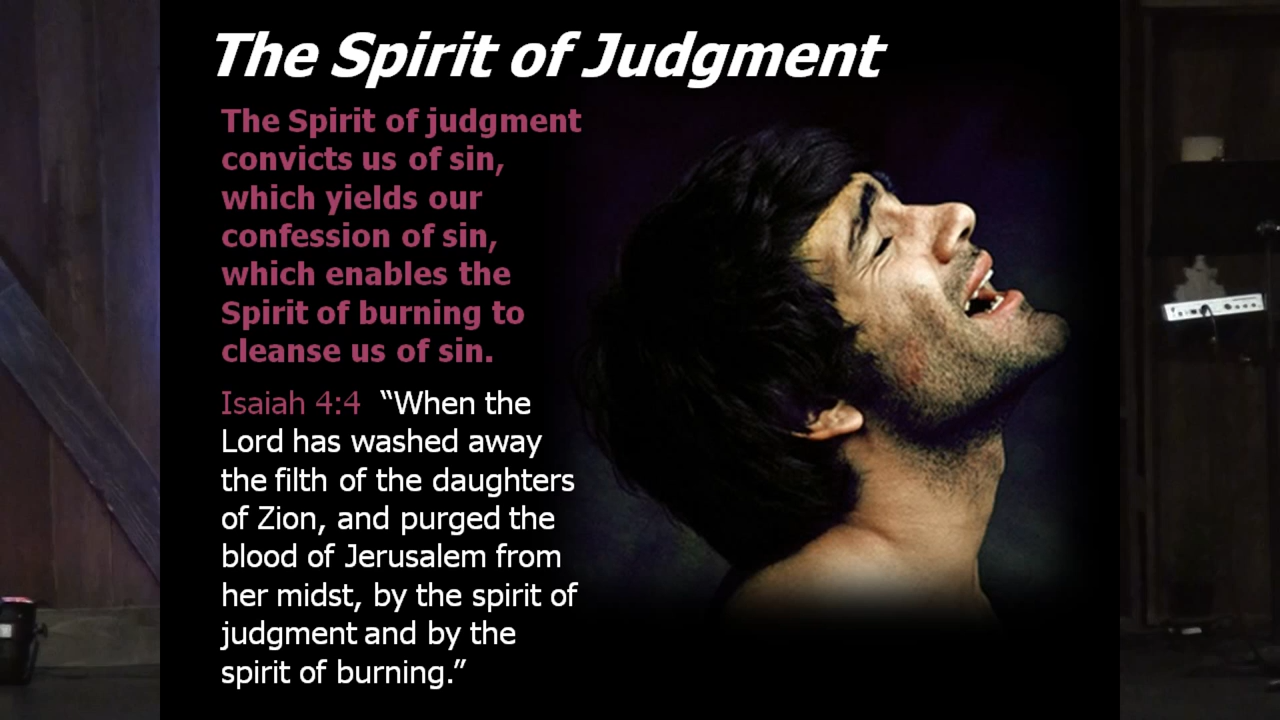 The Spirit of Judgment
The Spirit of judgment
convicts us of sin,
which yields our
confession of sin,
which enables the
Spirit of burning to
cleanse us of sin.
Isaiah 4:4 “When the
Lord has washed away
the filth of the daughters
of Zion, and purged the
blood of Jerusalem from
her midst, by the spirit of
judgment and by the
spirit of burning.”